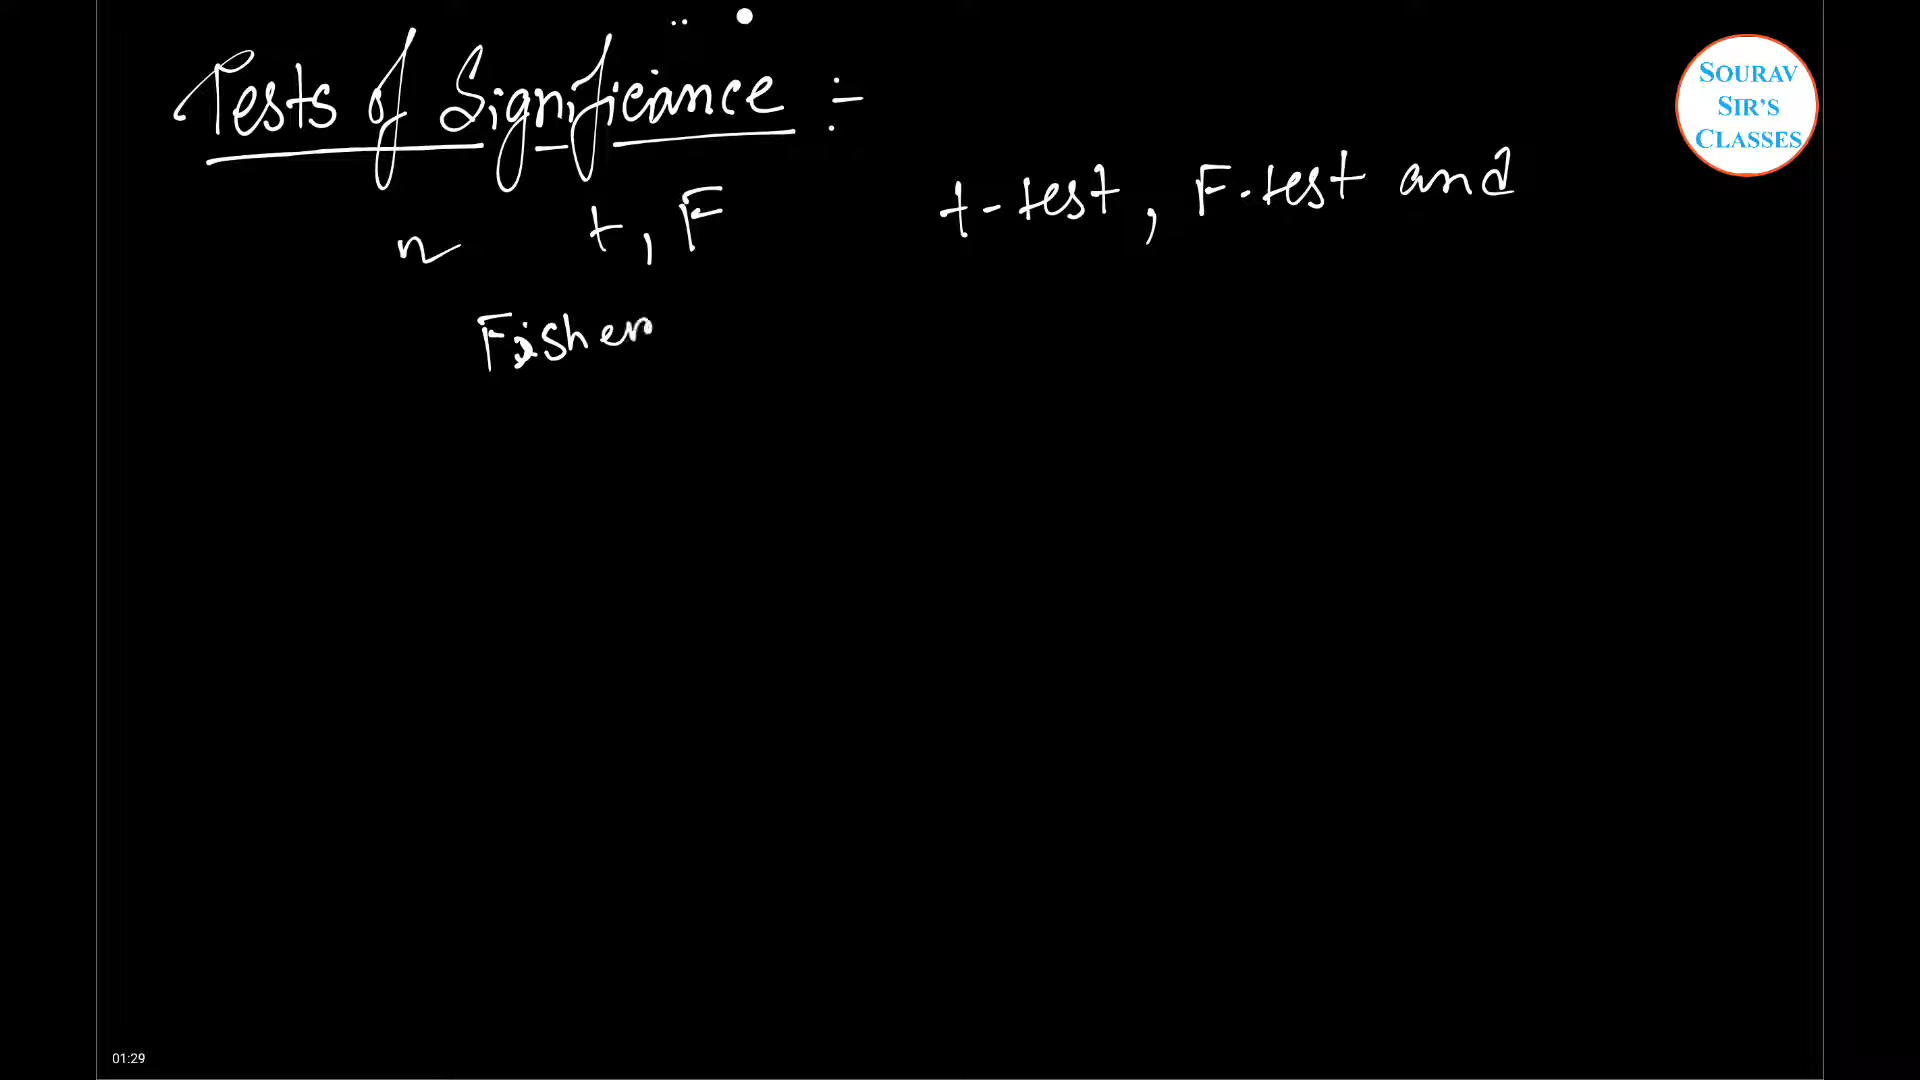 Tests of Significance :-
SOURAV
SIR'S
CLASSES
n t, F
t-test, F-test and
Fisher
01:29